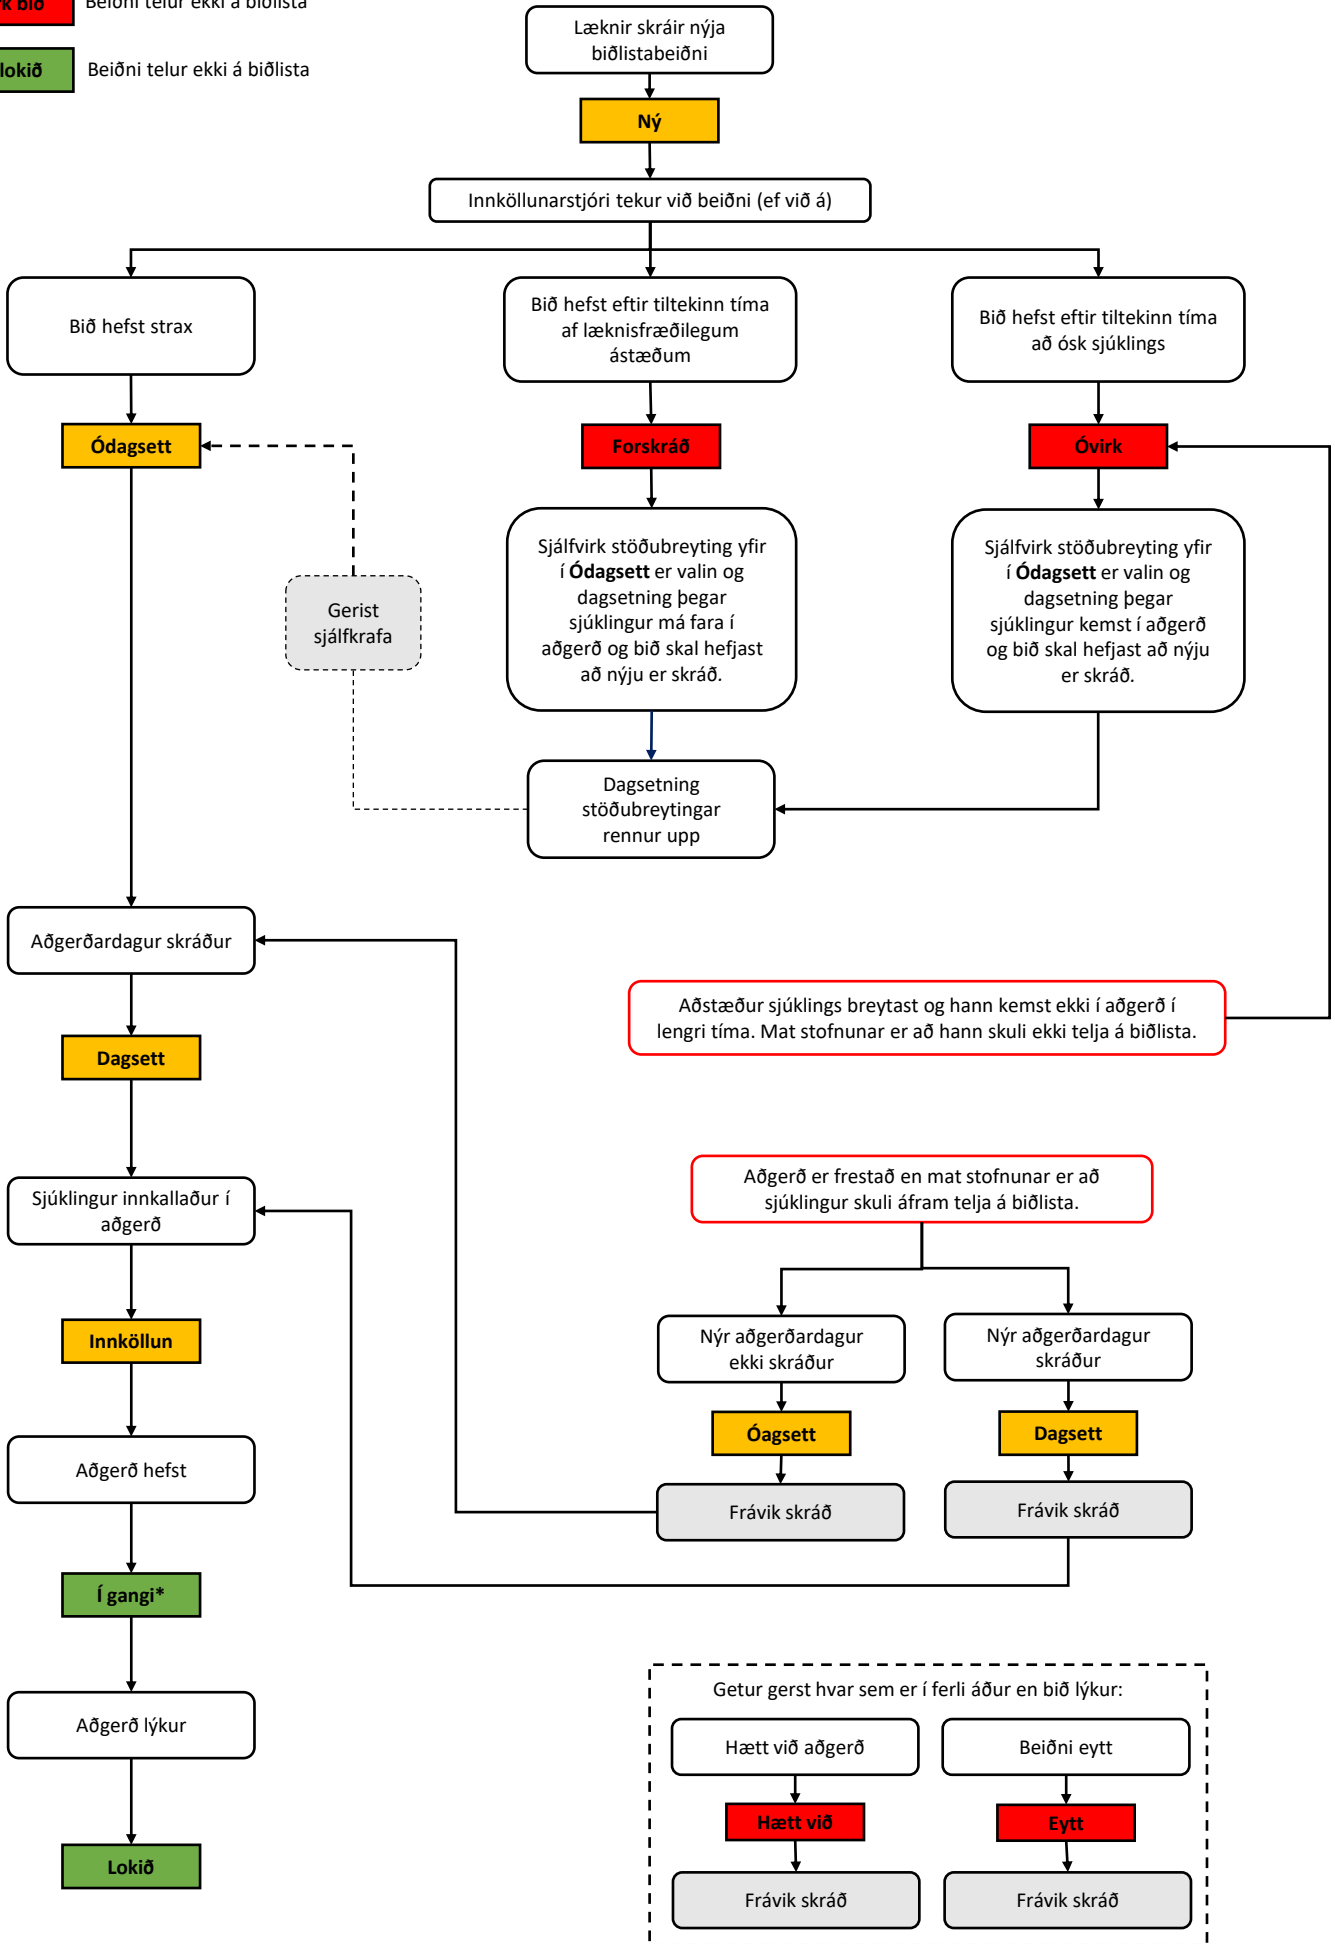 bið
Beiðni telur ekki á biðlista
lokið
Beiðni telur ekki á biðlista
Læknir skráir nýja
biðlistabeiðni
Ný
Innköllunarstjóri tekur við beiðni (ef við á)
Bið hefst strax
Bið hefst eftir tiltekinn tíma
af læknisfræðilegum
ástæðum
Bið hefst eftir tiltekinn tíma
að ósk sjúklings
Ódagsett
Forskráð
Óvirk
Sjálfvirk stöðubreyting yfir
í Ódagsett er valin og
dagsetning þegar
sjúklingur má fara í
aðgerð og bið skal hefjast
að nýju er skráð.
Sjálfvirk stöðubreyting yfir
í Ódagsett er valin og
dagsetning þegar
sjúklingur kemst í aðgerð
og bið skal hefjast að nýju
er skráð.
Gerist
sjálfkrafa
Dagsetning
stöðubreytingar
rennur upp
Aðgerðardagur skráður
Aðstæður sjúklings breytast og hann kemst ekki í aðgerð í
lengri tíma. Mat stofnunar er að hann skuli ekki telja á biðlista.
Dagsett
Aðgerð er frestað en mat stofnunar er að
sjúklingur skuli áfram telja á biðlista.
Sjúklingur innkallaður í
aðgerð
Innköllun
Nýr aðgerðardagur
ekki skráður
Nýr aðgerðardagur
skráður
Óagsett
Dagsett
Aðgerð hefst
Frávik skráð
Frávik skráð
Í gangi*
Getur gerst hvar sem er í ferli áður en bið lýkur:
Aðgerð lýkur
Hætt við aðgerð
Beiðni eytt
Hætt við
Eytt
Lokið
Frávik skráð
Frávik skráð